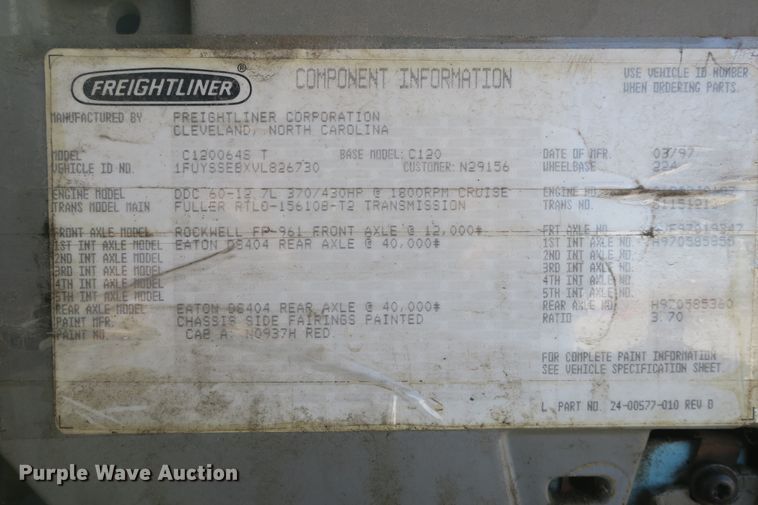 FREIGHTLINER ® COMPONENT INFORMATION USE VEHICLE ID NUMBER
WHEN ORDERING PARTS.
MANUFACTURED BY FREIGHTLINER CORPORATION
CLEVELAND, NORTH CAROLINA
MODEL C120064S T BASE MODEL: C120 DATE OF MFR. 03/97
VEHICLE ID NO. 1FUYSSEBXVL826730 CUSTOMER: N29156 WHEELBASE 224
ENGINE MODEL DDC 60-12.7L 370/430HP @ 1800RPM CRUISE ENGINE NO.
TRANS MODEL MAIN FULLER RTLO-15610B-T2 TRANSMISSION TRANS NO.
FRONT AXLE MODEL ROCKWELL FF-961 FRONT AXLE @ 12,000# FRT AXLE NO.
1ST INT AXLE MODEL EATON DS404 REAR AXLE @ 40,000# 1ST INT AXLE NO.
2ND INT AXLE MODEL 2ND INT AXLE NO.
3RD INT AXLE MODEL 3RD INT AXLE NO.
4TH INT AXLE MODEL 4TH INT AXLE NO.
5TH INT AXLE MODEL 5TH INT AXLE NO.
REAR AXLE MODEL EATON DS404 REAR AXLE @ 40,000# REAR AXLE NO. H970585360
PAINT MFR. CHASSIS SIDE FAIRINGS PAINTED RATIO 3.70
PAINT NO. CAB A: N0937H RED
FOR COMPLETE PAINT INFORMATION
SEE VEHICLE SPECIFICATION SHEET.
L PART NO. 24-00577-010 REV D
Purple Wave Auction